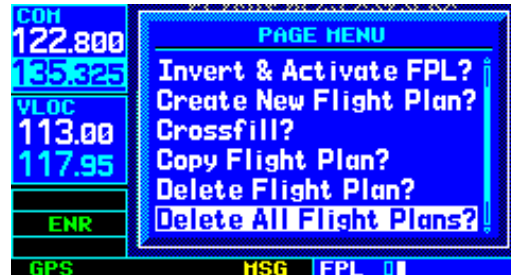 COM
122.800
135.325
VLOC
113.00
117.95
ENR
GPS
PAGE MENU
Invert & Activate FPL?
Create New Flight Plan?
Crossfill?
Copy Flight Plan?
Delete Flight Plan?
Delete All Flight Plans?
MSG
FPL